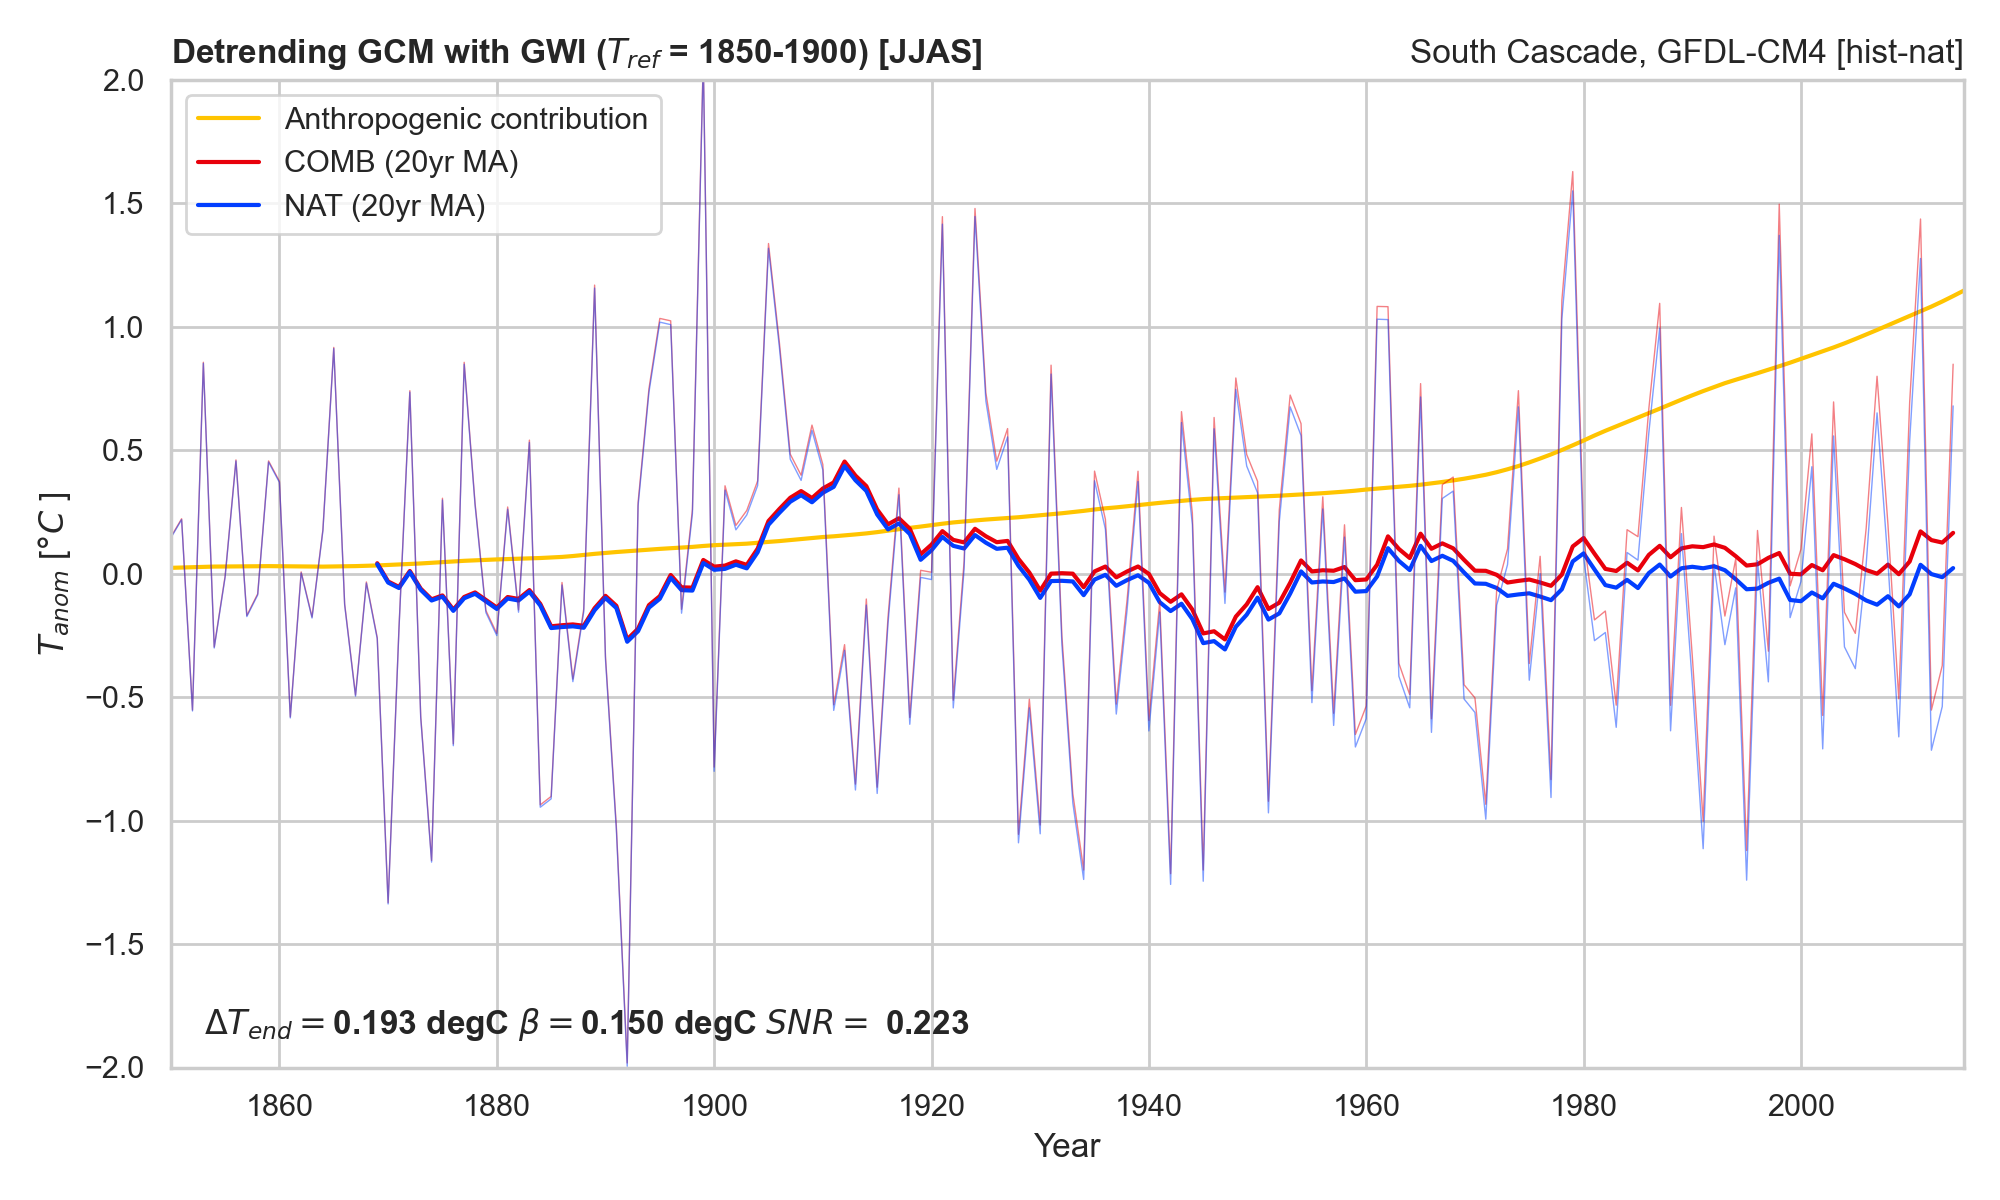 Detrending GCM with GWI (T_ref = 1850-1900) [JJAS]
South Cascade, GFDL-CM4 [hist-nat]
Anthropogenic contribution
COMB (20yr MA)
NAT (20yr MA)
2.0
1.5
1.0
0.5
0.0
−0.5
−1.0
−1.5
−2.0
T_anom [°C]
ΔT_end = 0.193 degC β = 0.150 degC SNR = 0.223
1860 1880 1900 1920 1940 1960 1980 2000
Year